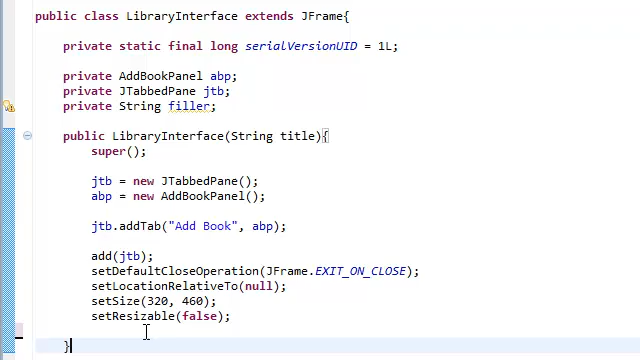 public class LibraryInterface extends JFrame{
private static final long serialVersionUID = 1L;
private AddBookPanel abp;
private JTabbedPane jtb;
private String filler;
public LibraryInterface(String title){
super();
jtb = new JTabbedPane();
abp = new AddBookPanel();
jtb.addTab("Add Book", abp);
add(jtb);
setDefaultCloseOperation(JFrame.EXIT_ON_CLOSE);
setLocationRelativeTo(null);
setSize(320, 460);
setResizable(false);
}